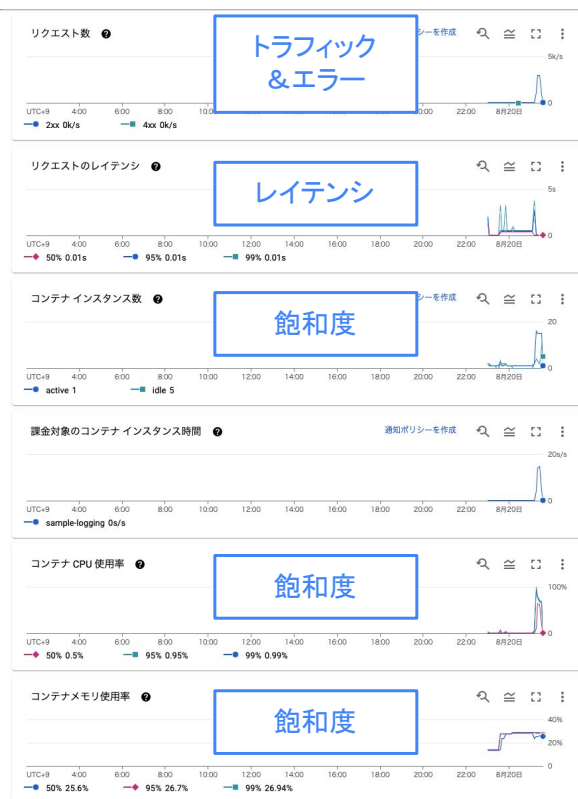 リクエスト数
トラフィック
&エラー
シーを作成
5k/s
0
UTC+9 4:00 6:00 8:00 10:00 20:00 22:00 8月20日
2xx 0k/s 4xx 0k/s
リクエストのレイテンシ
レイテンシ
5s
0
UTC+9 4:00 6:00 8:00 10:00 12:00 14:00 16:00 18:00 20:00 22:00 8月20日
50% 0.01s 95% 0.01s 99% 0.01s
コンテナ インスタンス数
飽和度
シーを作成
20
0
UTC+9 4:00 6:00 8:00 10:00 12:00 14:00 16:00 18:00 20:00 22:00 8月20日
active 1 idle 5
課金対象のコンテナ インスタンス時間
通知ポリシーを作成
20s/s
0
UTC+9 4:00 6:00 8:00 10:00 12:00 14:00 16:00 18:00 20:00 22:00 8月20日
sample-logging 0s/s
コンテナ CPU 使用率
飽和度
100%
0
UTC+9 4:00 6:00 8:00 10:00 12:00 14:00 16:00 18:00 20:00 22:00 8月20日
50% 0.5% 95% 0.95% 99% 0.99%
コンテナメモリ使用率
飽和度
40%
20%
0
UTC+9 4:00 6:00 8:00 10:00 12:00 14:00 16:00 18:00 20:00 22:00 8月20日
50% 25.6% 95% 26.7% 99% 26.94%